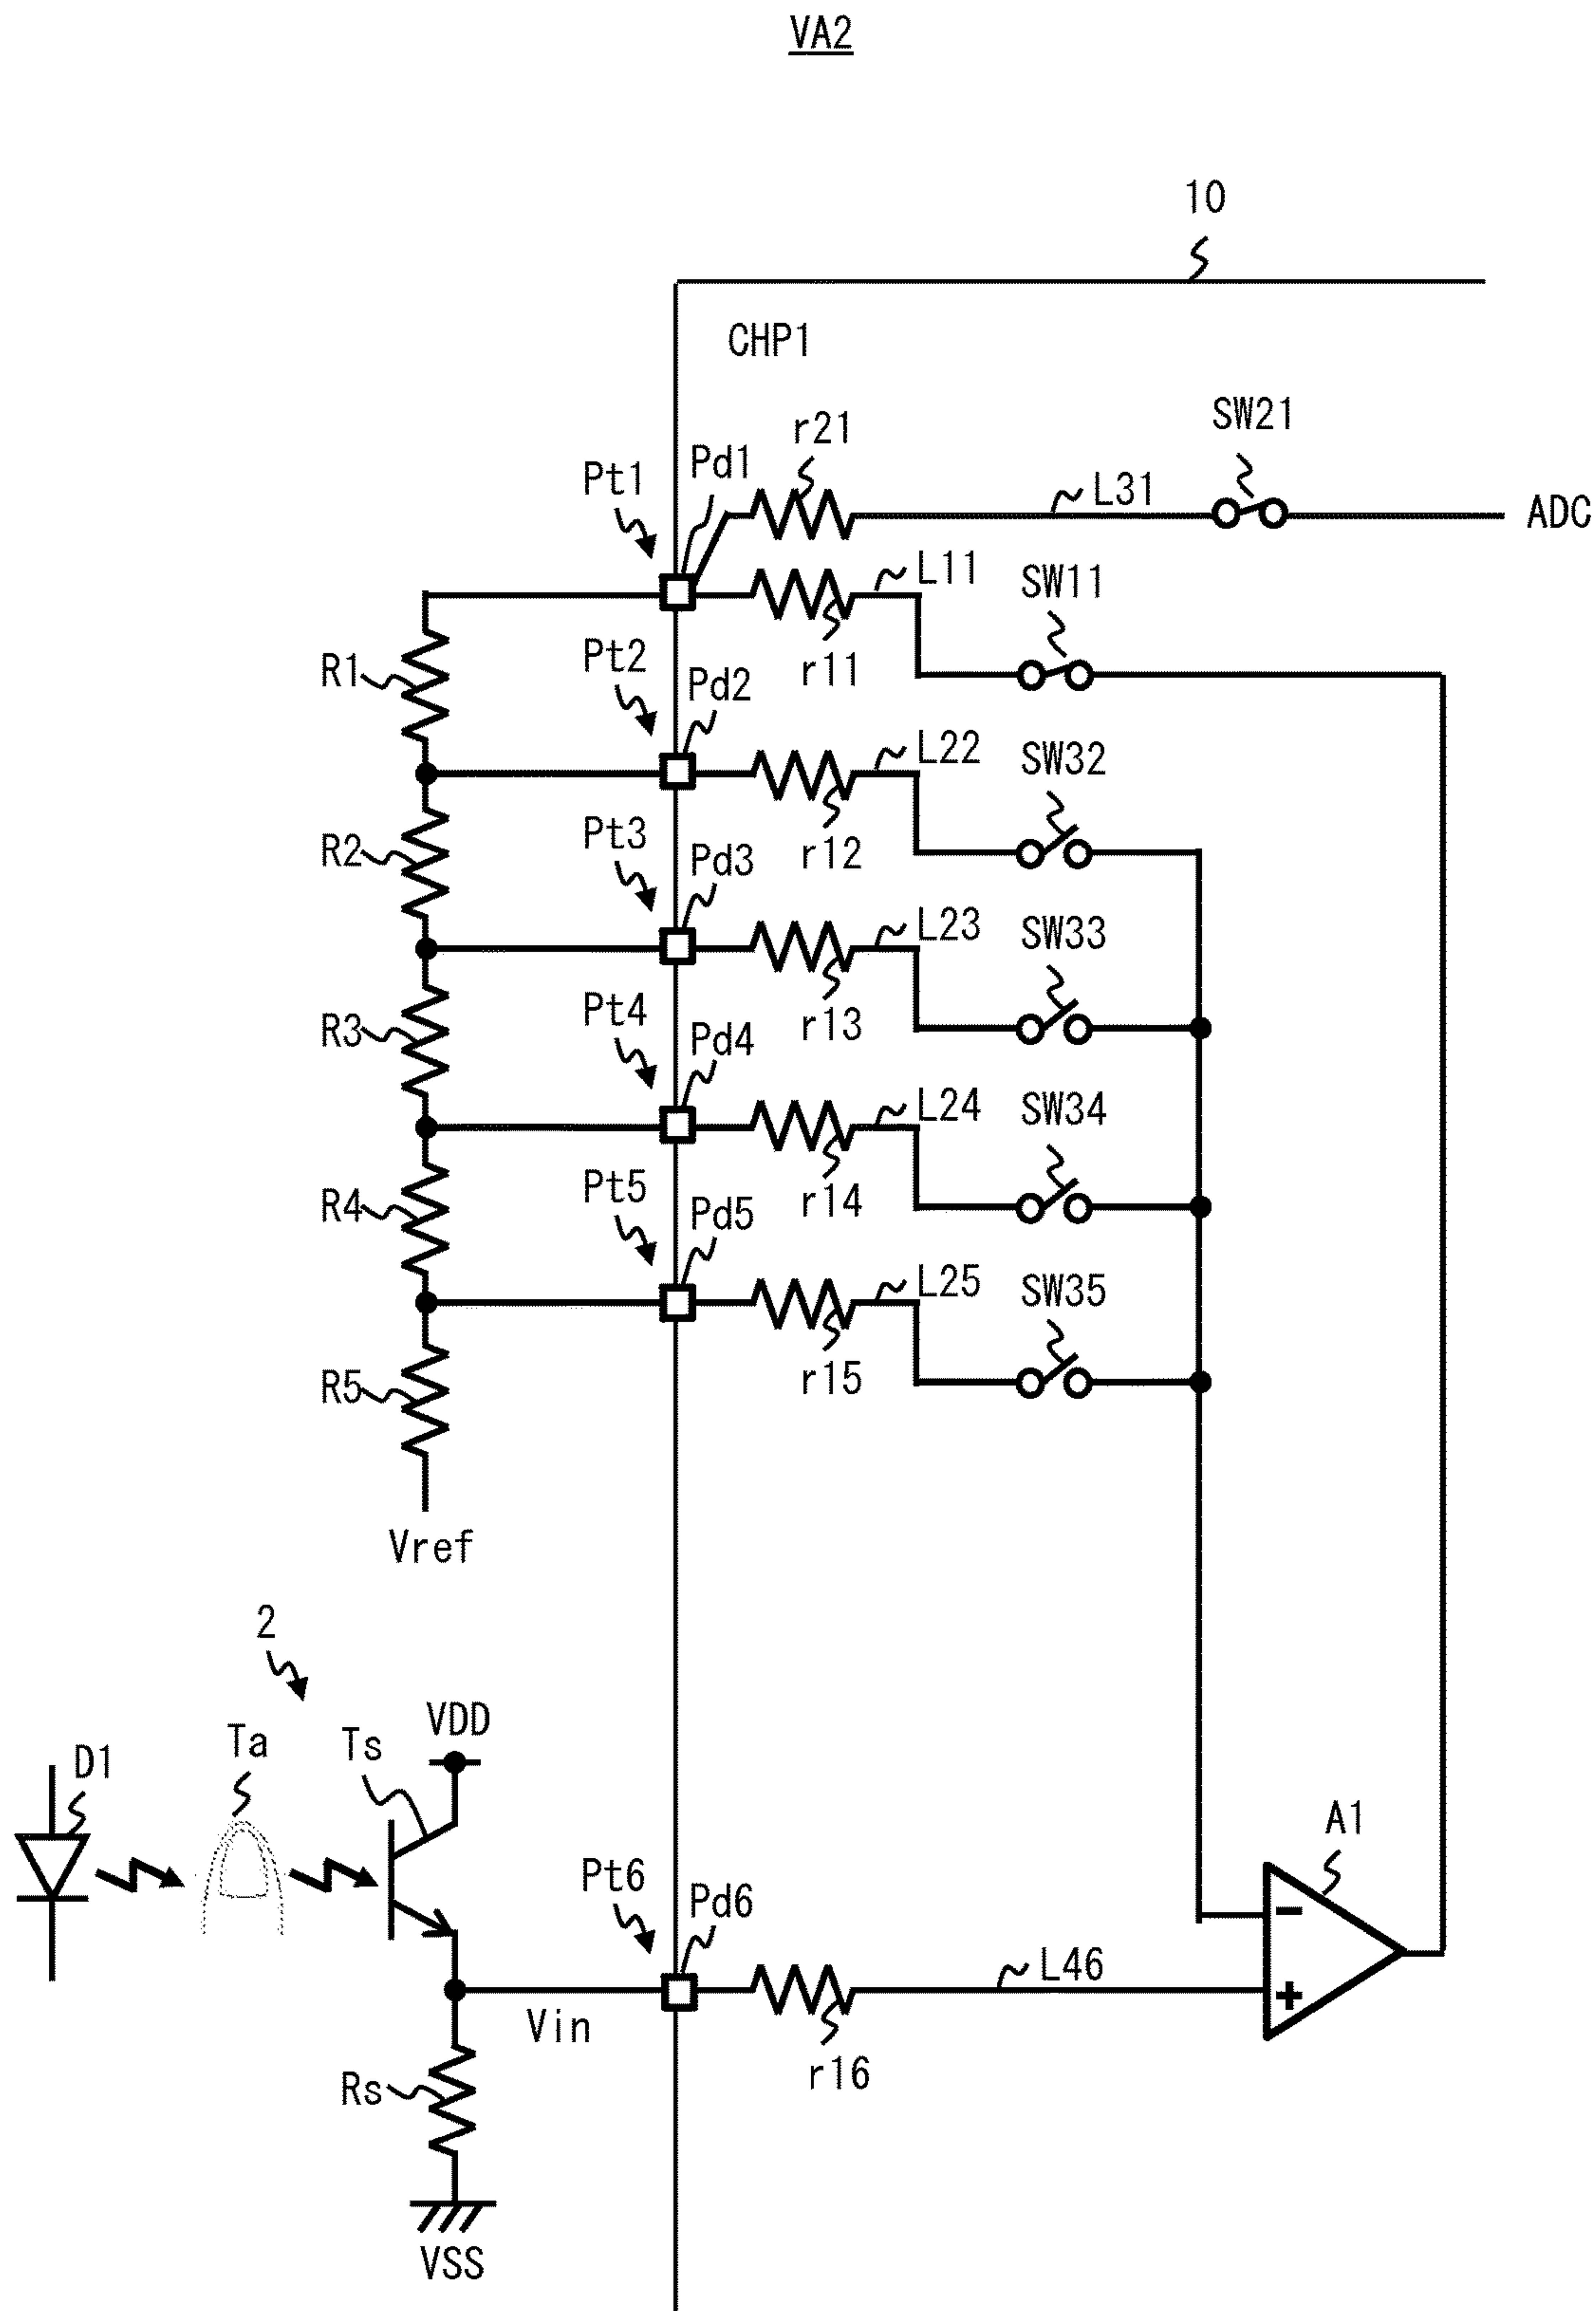 VA2
10
CHP1
SW21
r21
Pd1
Pt1
L31
ADC
L11
SW11
r11
R1
Pt2
Pd2
L22
SW32
r12
R2
Pt3
Pd3
L23
SW33
r13
R3
Pt4
Pd4
L24
SW34
r14
R4
Pt5
Pd5
L25
SW35
r15
R5
Vref
2
VDD
Ta
Ts
D1
A1
Pt6
Pd6
L46
Vin
r16
Rs
VSS